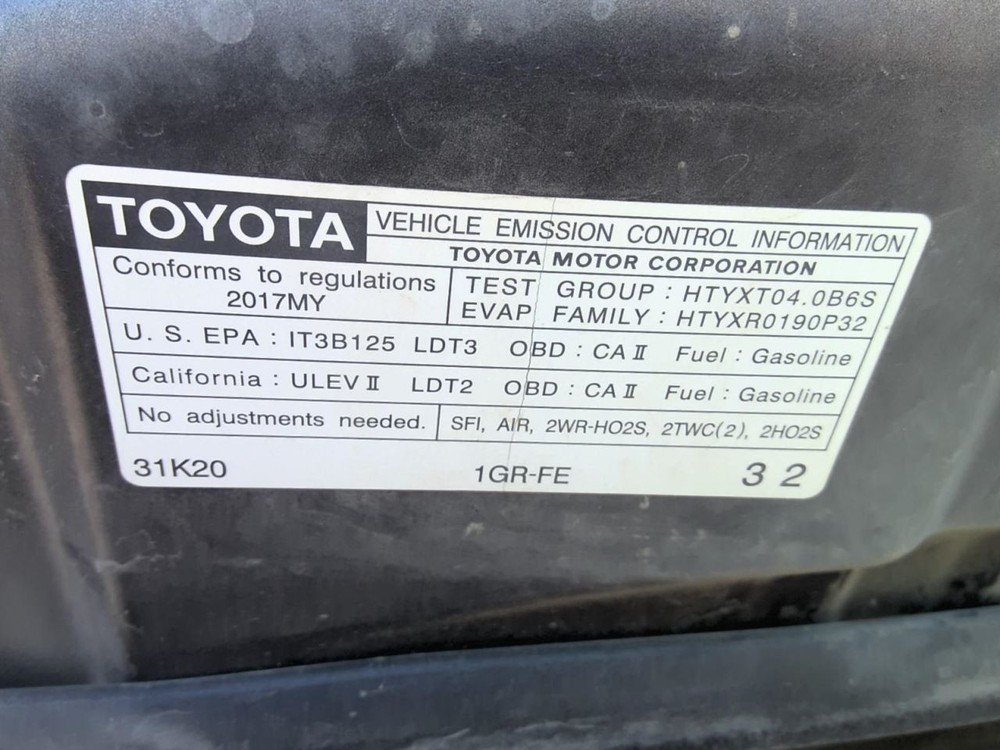 TOYOTA VEHICLE EMISSION CONTROL INFORMATION
TOYOTA MOTOR CORPORATION
Conforms to regulations
2017MY
TEST GROUP : HTYXT04.0B6S
EVAP FAMILY : HTYXR0190P32
U. S. EPA : IT3B125 LDT3 OBD : CA II Fuel : Gasoline
California : ULEV II LDT2 OBD : CA II Fuel : Gasoline
No adjustments needed. SFI, AIR, 2WR-HO2S, 2TWC(2), 2HO2S
31K20 1GR-FE 3 2